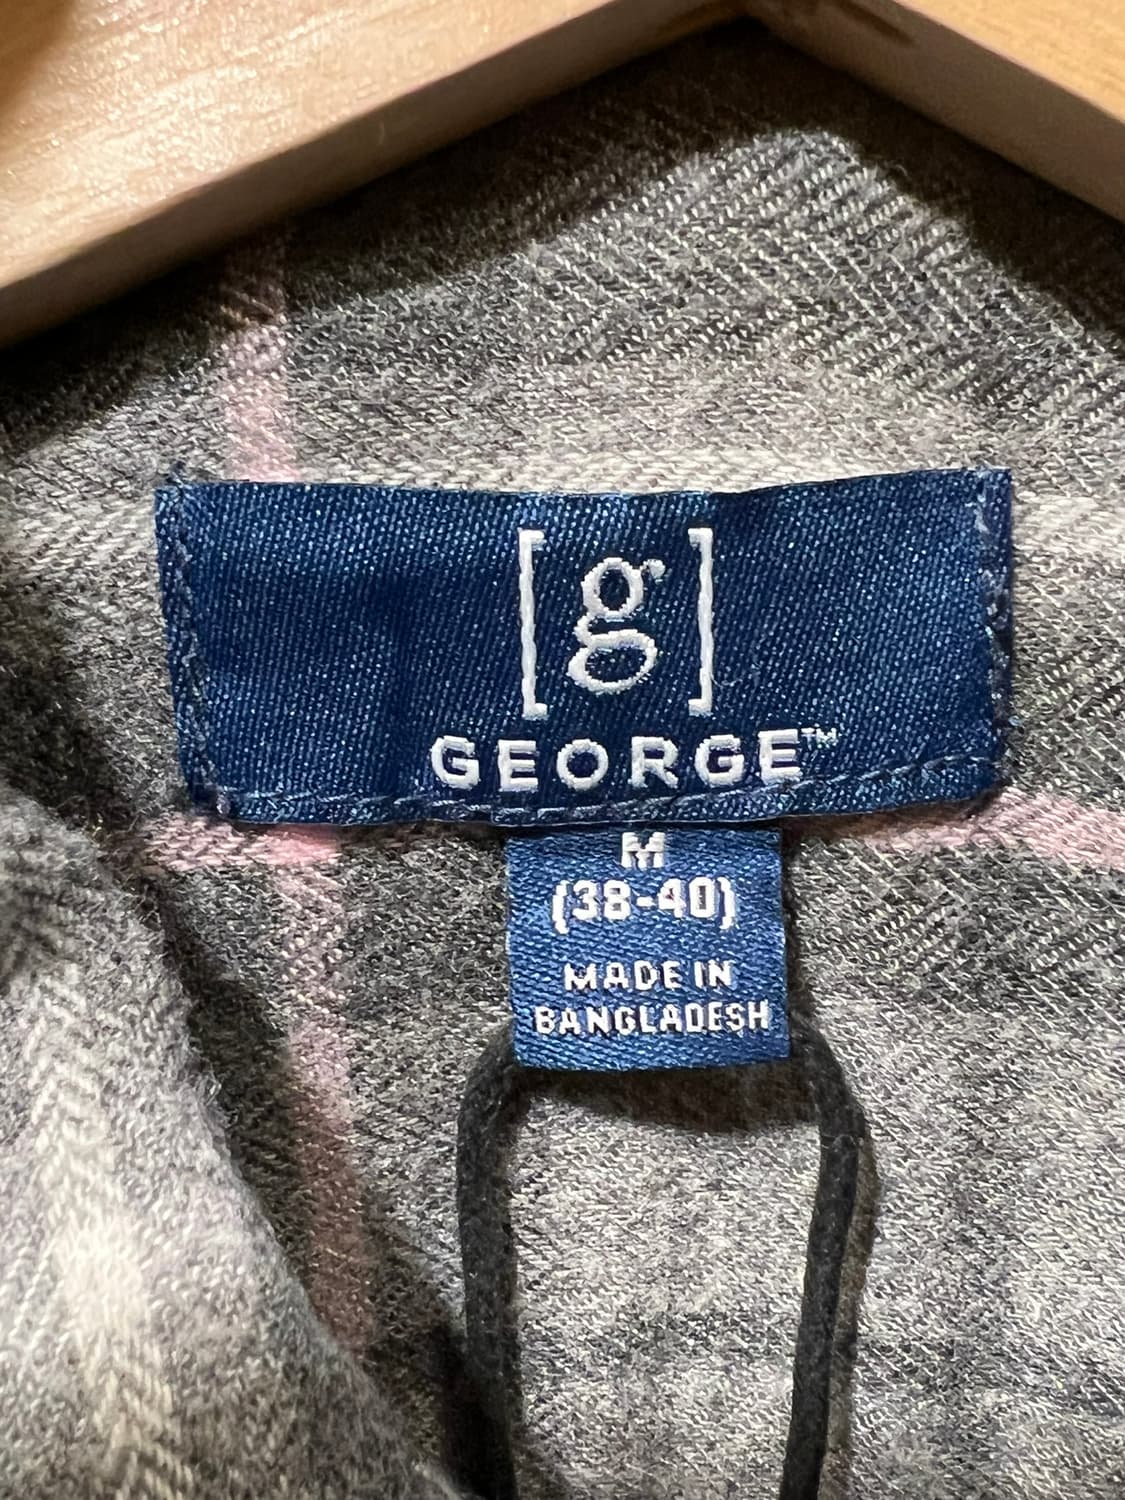 [g]
GEORGE™
M
(38-40)
MADE IN
BANGLADESH